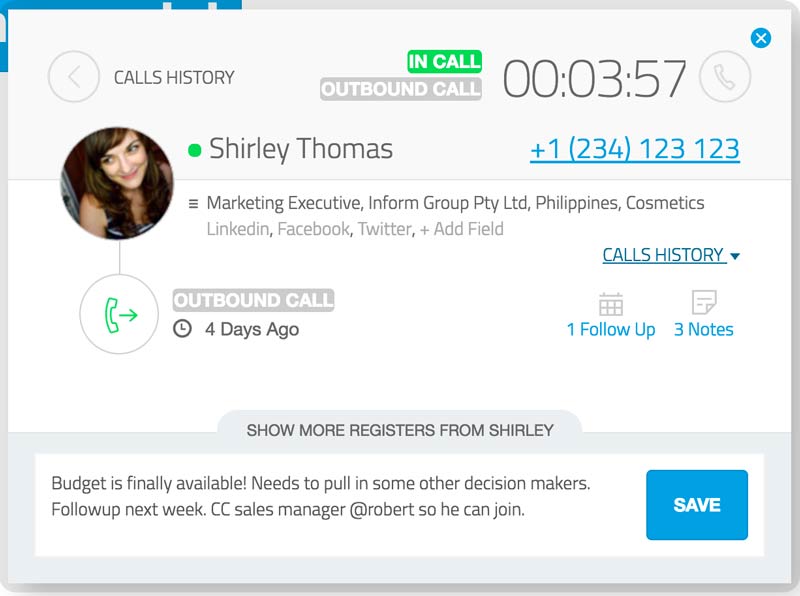 IN CALL
CALLS HISTORY
OUTBOUND CALL
00:03:57
Shirley Thomas
+1 (234) 123 123
Marketing Executive, Inform Group Pty Ltd, Philippines, Cosmetics
Linkedin, Facebook, Twitter, + Add Field
CALLS HISTORY
OUTBOUND CALL
4 Days Ago
1 Follow Up
3 Notes
SHOW MORE REGISTERS FROM SHIRLEY
Budget is finally available! Needs to pull in some other decision makers.
Followup next week. CC sales manager @robert so he can join.
SAVE